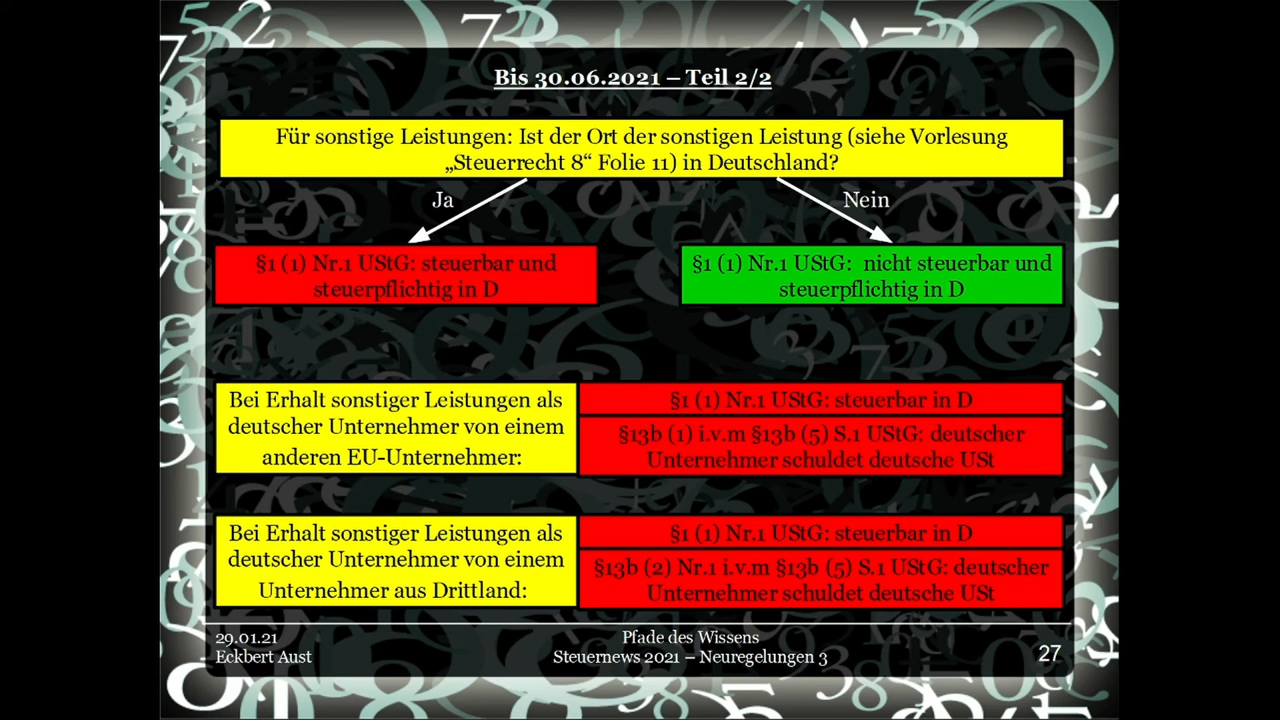 Bis 30.06.2021 – Teil 2/2
Für sonstige Leistungen: Ist der Ort der sonstigen Leistung (siehe Vorlesung
„Steuerrecht 8“ Folie 11) in Deutschland?
Ja
Nein
§1 (1) Nr.1 UStG: steuerbar und
steuerpflichtig in D
§1 (1) Nr.1 UStG:  nicht steuerbar und
steuerpflichtig in D
Bei Erhalt sonstiger Leistungen als
deutscher Unternehmer von einem
anderen EU-Unternehmer:
§1 (1) Nr.1 UStG: steuerbar in D
§13b (1) i.v.m §13b (5) S.1 UStG: deutscher
Unternehmer schuldet deutsche USt
Bei Erhalt sonstiger Leistungen als
deutscher Unternehmer von einem
Unternehmer aus Drittland:
§1 (1) Nr.1 UStG: steuerbar in D
§13b (2) Nr.1 i.v.m §13b (5) S.1 UStG: deutscher
Unternehmer schuldet deutsche USt
29.01.21
Eckbert Aust
Pfade des Wissens
Steuernews 2021 – Neuregelungen 3
27